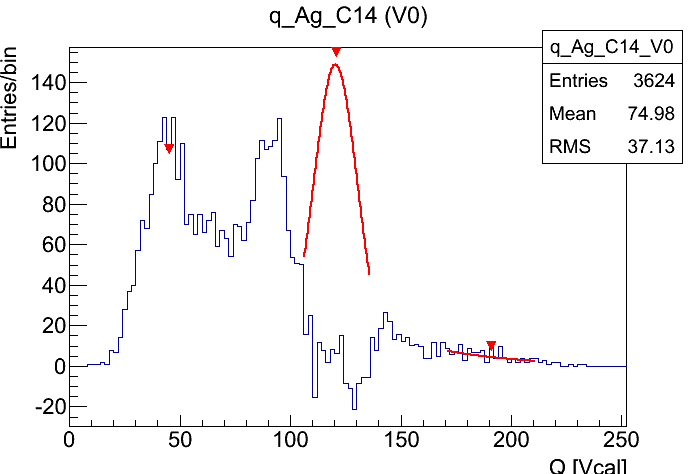 q_Ag_C14 (V0)
q_Ag_C14_V0
Entries 3624
Mean 74.98
RMS 37.13
Entries/bin
140
120
100
80
60
40
20
0
-20
0 50 100 150 200 250
Q [Vcal]